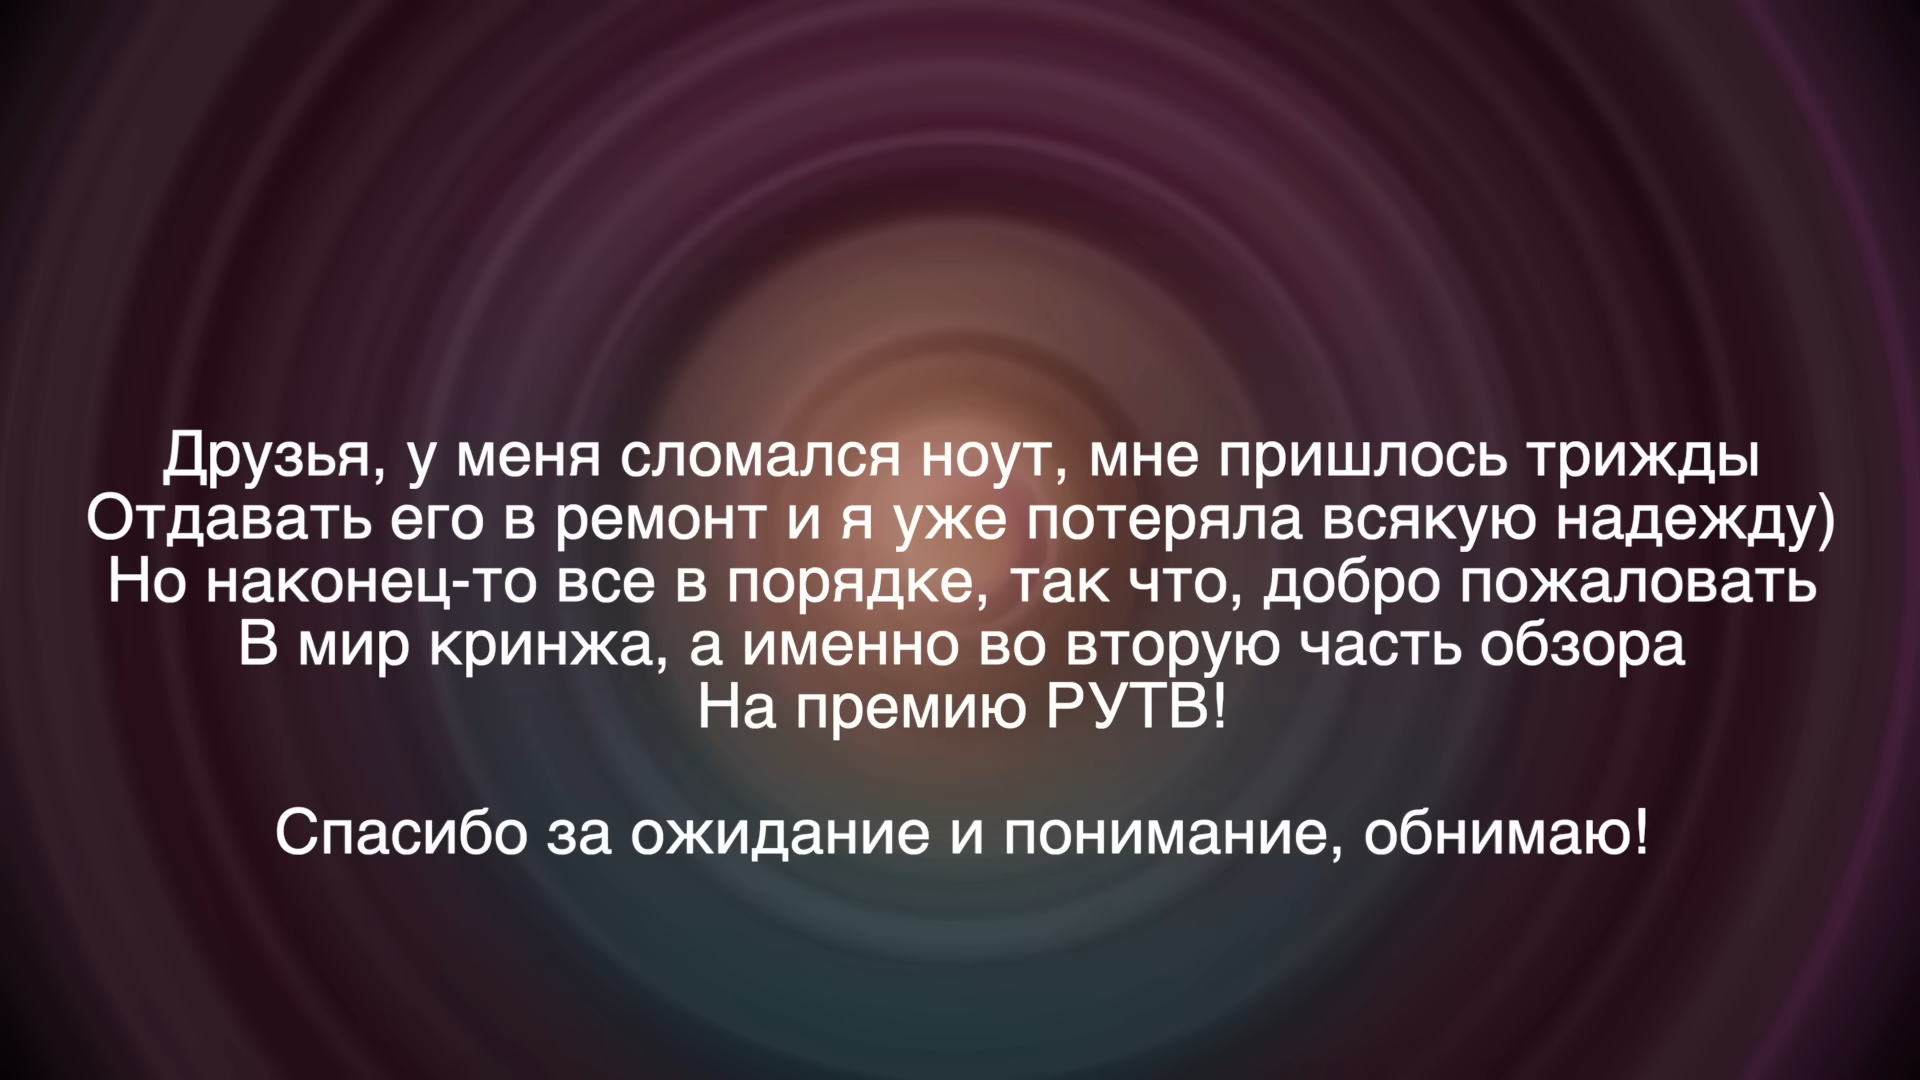 Друзья, у меня сломался ноут, мне пришлось трижды
Отдавать его в ремонт и я уже потеряла всякую надежду)
Но наконец-то все в порядке, так что, добро пожаловать
В мир кринжа, а именно во вторую часть обзора
На премию РУТВ!
Спасибо за ожидание и понимание, обнимаю!